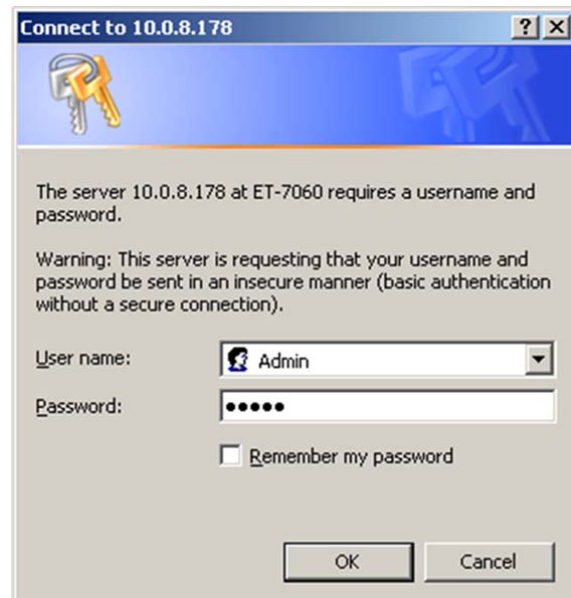 Connect to 10.0.8.178
The server 10.0.8.178 at ET-7060 requires a username and
password.
Warning: This server is requesting that your username and
password be sent in an insecure manner (basic authentication
without a secure connection).
User name:
Admin
Password:
•••••
Remember my password
OK
Cancel